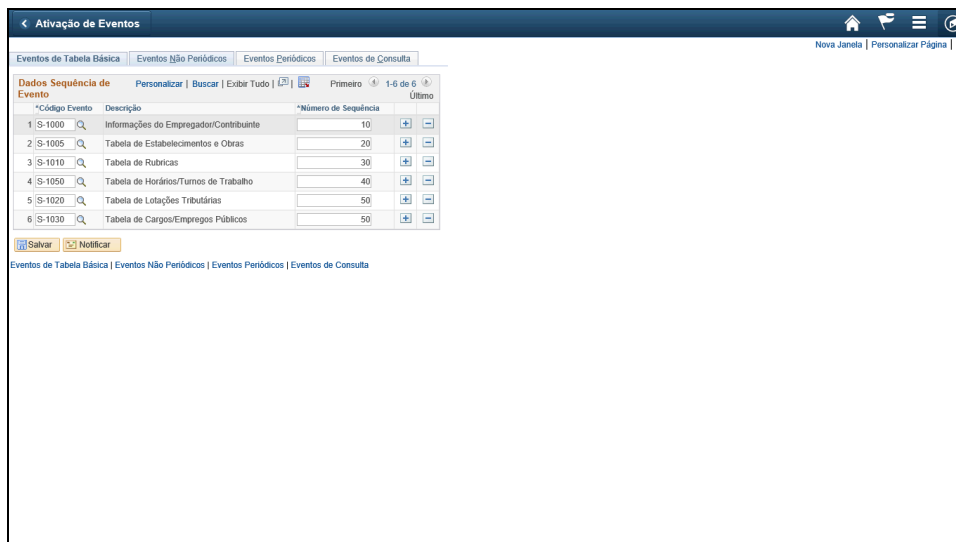 Ativação de Eventos
Nova Janela | Personalizar Página |
Eventos de Tabela Básica Eventos Não Periódicos Eventos Periódicos Eventos de Consulta
Dados Sequência de Evento Personalizar | Buscar | Exibir Tudo | | Primeiro 1-6 de 6 Último
*Código Evento Descrição *Número de Sequência
1 S-1000 Informações do Empregador/Contribuinte 10
2 S-1005 Tabela de Estabelecimentos e Obras 20
3 S-1010 Tabela de Rubricas 30
4 S-1050 Tabela de Horários/Turnos de Trabalho 40
5 S-1020 Tabela de Lotações Tributárias 50
6 S-1030 Tabela de Cargos/Empregos Públicos 50
Salvar Notificar
Eventos de Tabela Básica | Eventos Não Periódicos | Eventos Periódicos | Eventos de Consulta